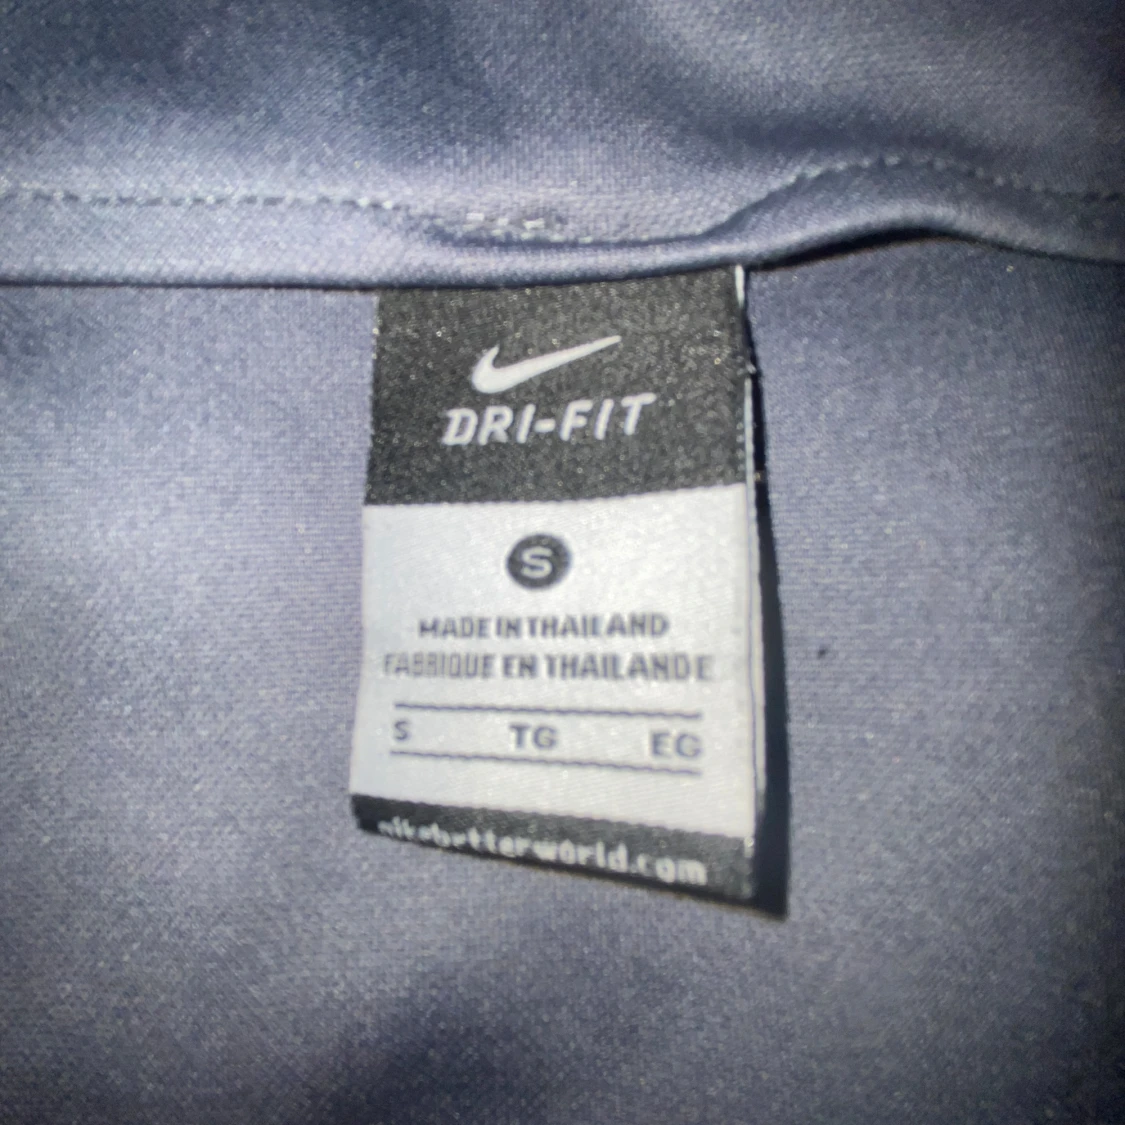 DRI-FIT
S
MADE IN THAILAND
FABRIQUE EN THAILANDE
S TG EG
nikebetterworld.com